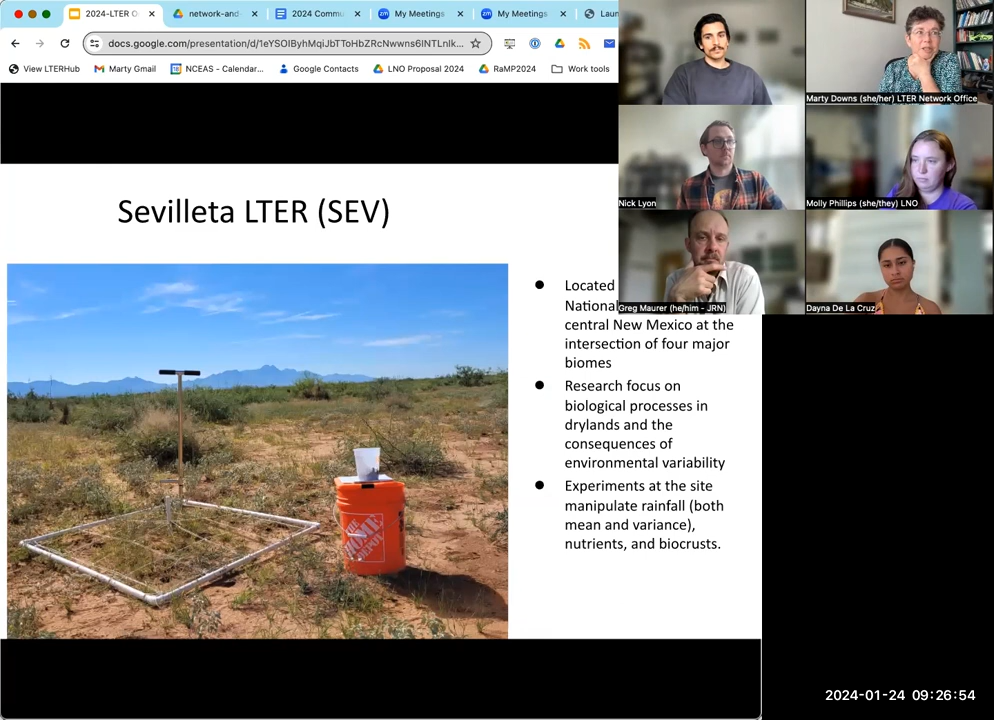 2024-LTER O
network-and-
2024 Commu
My Meetings
My Meetings
Laun
docs.google.com/presentation/d/1eYSOIByhMqiJbTToHbZRcNwwns6INTLnlk...
View LTERHub
Marty Gmail
NCEAS - Calendar...
Google Contacts
LNO Proposal 2024
RaMP2024
Work tools
Marty Downs (she/her) LTER Network Office
Nick Lyon
Molly Phillips (she/they) LNO
Greg Maurer (he/him - JRN)
Dayna De La Cruz
Sevilleta LTER (SEV)
THE HOME DEPOT
● Located
National
central New Mexico at the
intersection of four major
biomes
● Research focus on
biological processes in
drylands and the
consequences of
environmental variability
● Experiments at the site
manipulate rainfall (both
mean and variance),
nutrients, and biocrusts.
2024-01-24 09:26:54